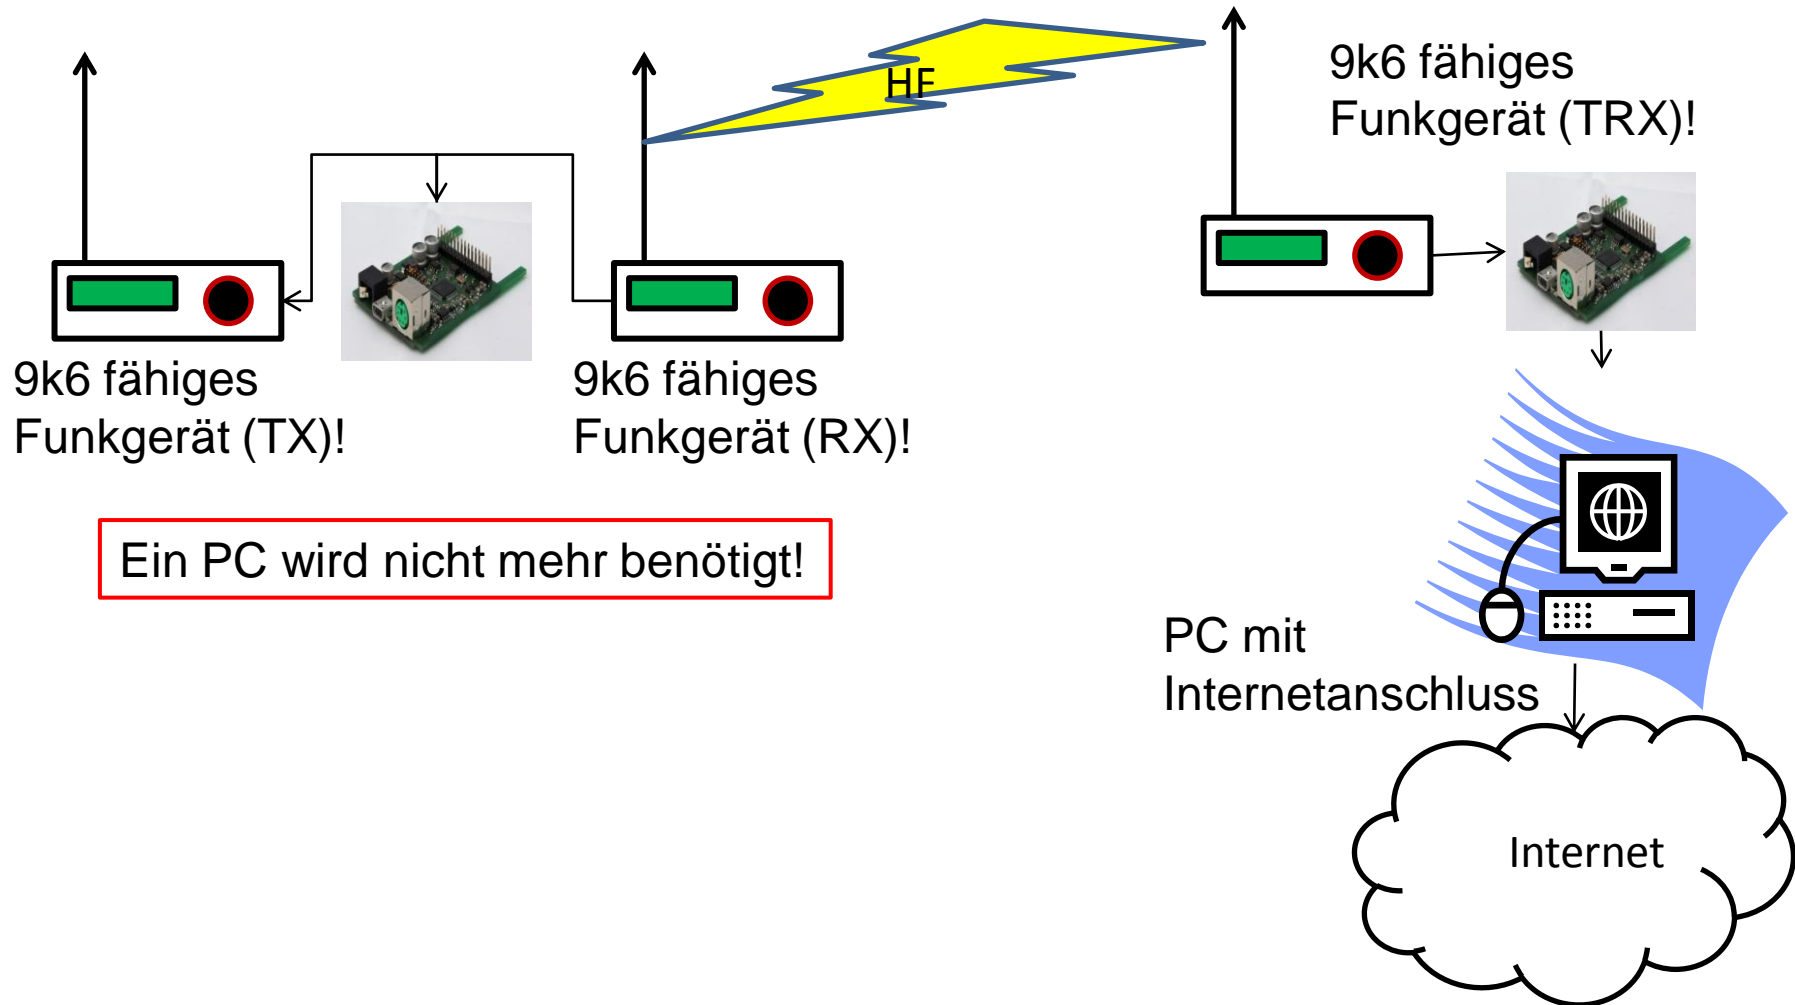 HF
9k6 fähiges
Funkgerät (TRX)!
9k6 fähiges
Funkgerät (TX)!
9k6 fähiges
Funkgerät (RX)!
Ein PC wird nicht mehr benötigt!
PC mit
Internetanschluss
Internet